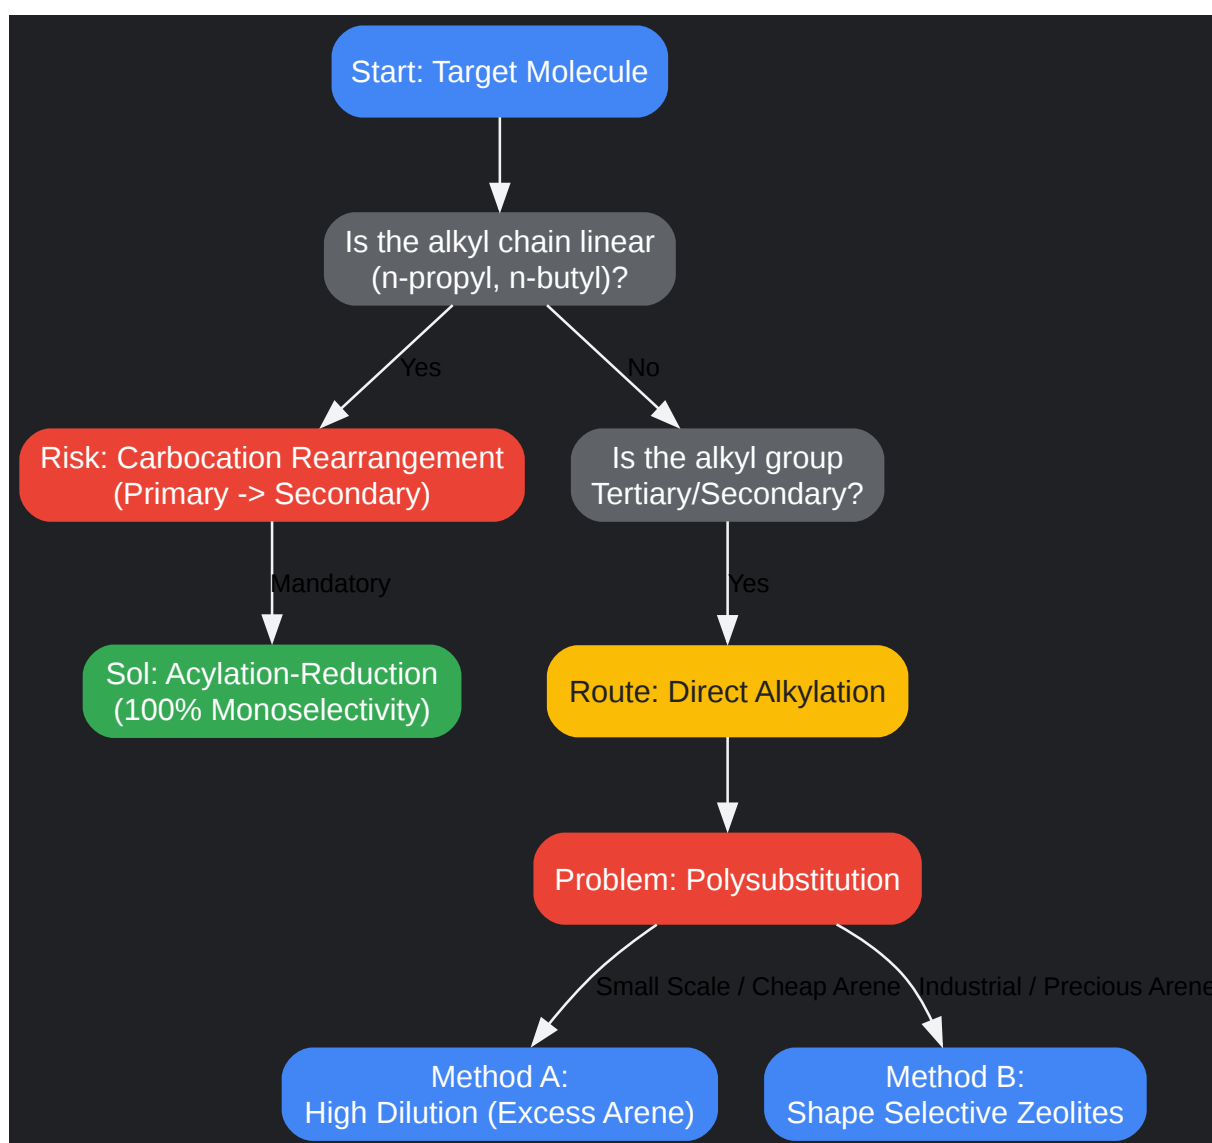 Start: Target Molecule
Is the alkyl chain linear
(n-propyl, n-butyl)?
Yes
No
Risk: Carbocation Rearrangement
(Primary -> Secondary)
Is the alkyl group
Tertiary/Secondary?
Mandatory
Yes
Sol: Acylation-Reduction
(100% Monoselectivity)
Route: Direct Alkylation
Problem: Polysubstitution
Small Scale / Cheap Arene
Industrial / Precious Arene
Method A:
High Dilution (Excess Arene)
Method B:
Shape Selective Zeolites